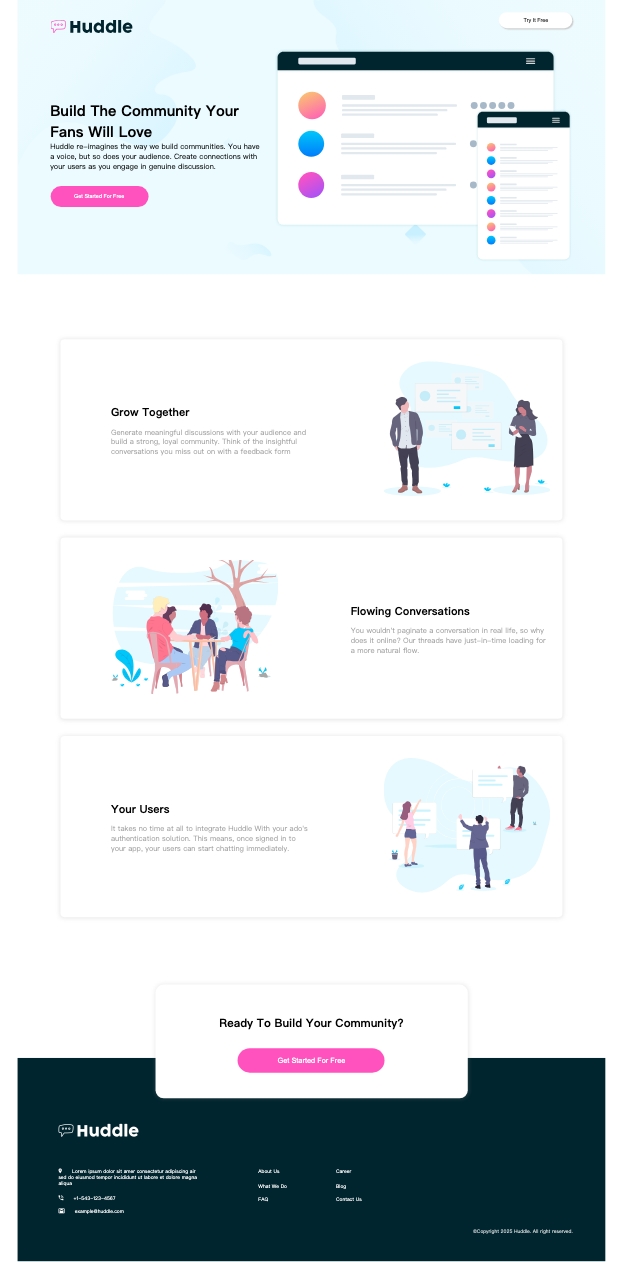 Huddle
Try It Free
Build The Community Your
Fans Will Love
Huddle re-imagines the way we build communities. You have
a voice, but so does your audience. Create connections with
your users as you engage in genuine discussion.
Get Started For Free
Grow Together
Generate meaningful discussions with your audience and
build a strong, loyal community. Think of the insightful
conversations you miss out on with a feedback form
Flowing Conversations
You wouldn't paginate a conversation in real life, so why
does it online? Our threads have just-in-time loading for
a more natural flow.
Your Users
It takes no time at all to integrate Huddle With your ado's
authentication solution. This means, once signed in to
your app, your users can start chatting immediately.
Ready To Build Your Community?
Get Started For Free
Huddle
Lorem ipsum dolor sit amer consectetur adipiscing air
sed do eiusmod tempor incididunt ut labore et dolore magna
aliqua
+1-543-123-4567
example@huddle.com
About Us
What We Do
FAQ
Career
Blog
Contact Us
©Copyright 2025 Huddle. All right reserved.